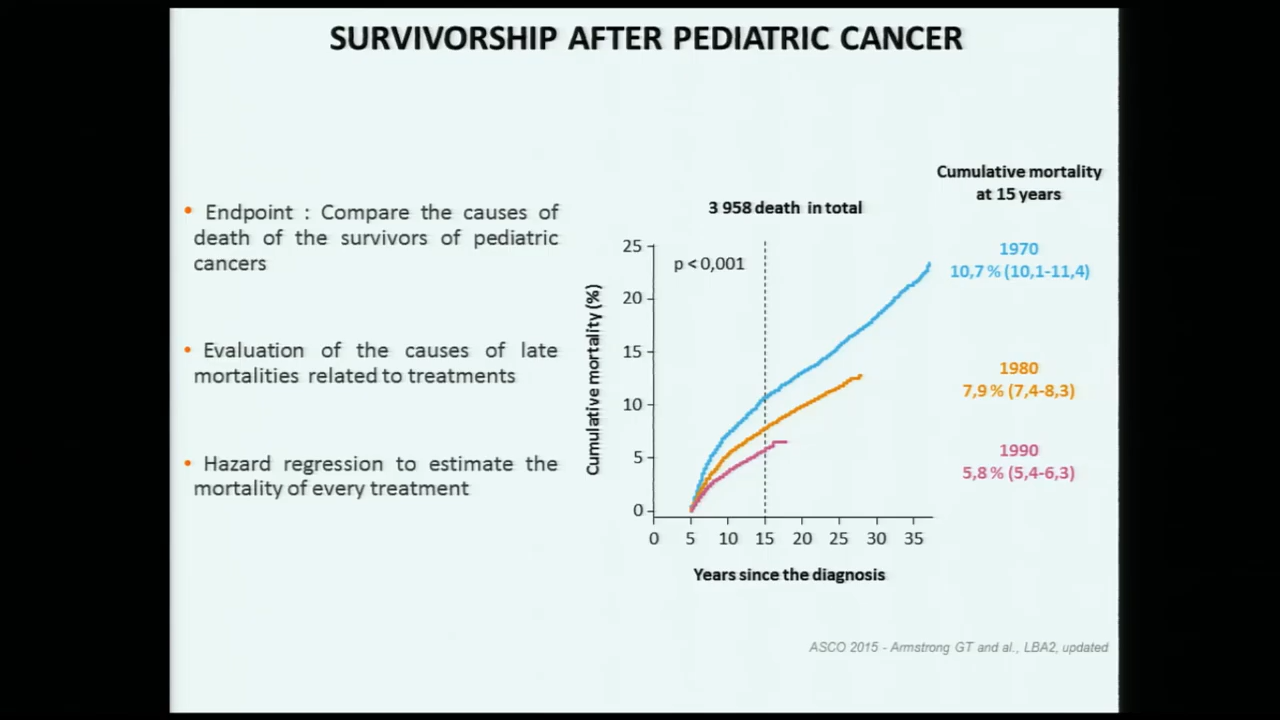 SURVIVORSHIP AFTER PEDIATRIC CANCER
• Endpoint : Compare the causes of
death of the survivors of pediatric
cancers
• Evaluation of the causes of late
mortalities related to treatments
• Hazard regression to estimate the
mortality of every treatment
3 958 death in total
Cumulative mortality (%)
25
20
15
10
5
0
p < 0,001
0 5 10 15 20 25 30 35
Years since the diagnosis
Cumulative mortality
at 15 years
1970
10,7 % (10,1-11,4)
1980
7,9 % (7,4-8,3)
1990
5,8 % (5,4-6,3)
ASCO 2015 - Armstrong GT and al., LBA2, updated